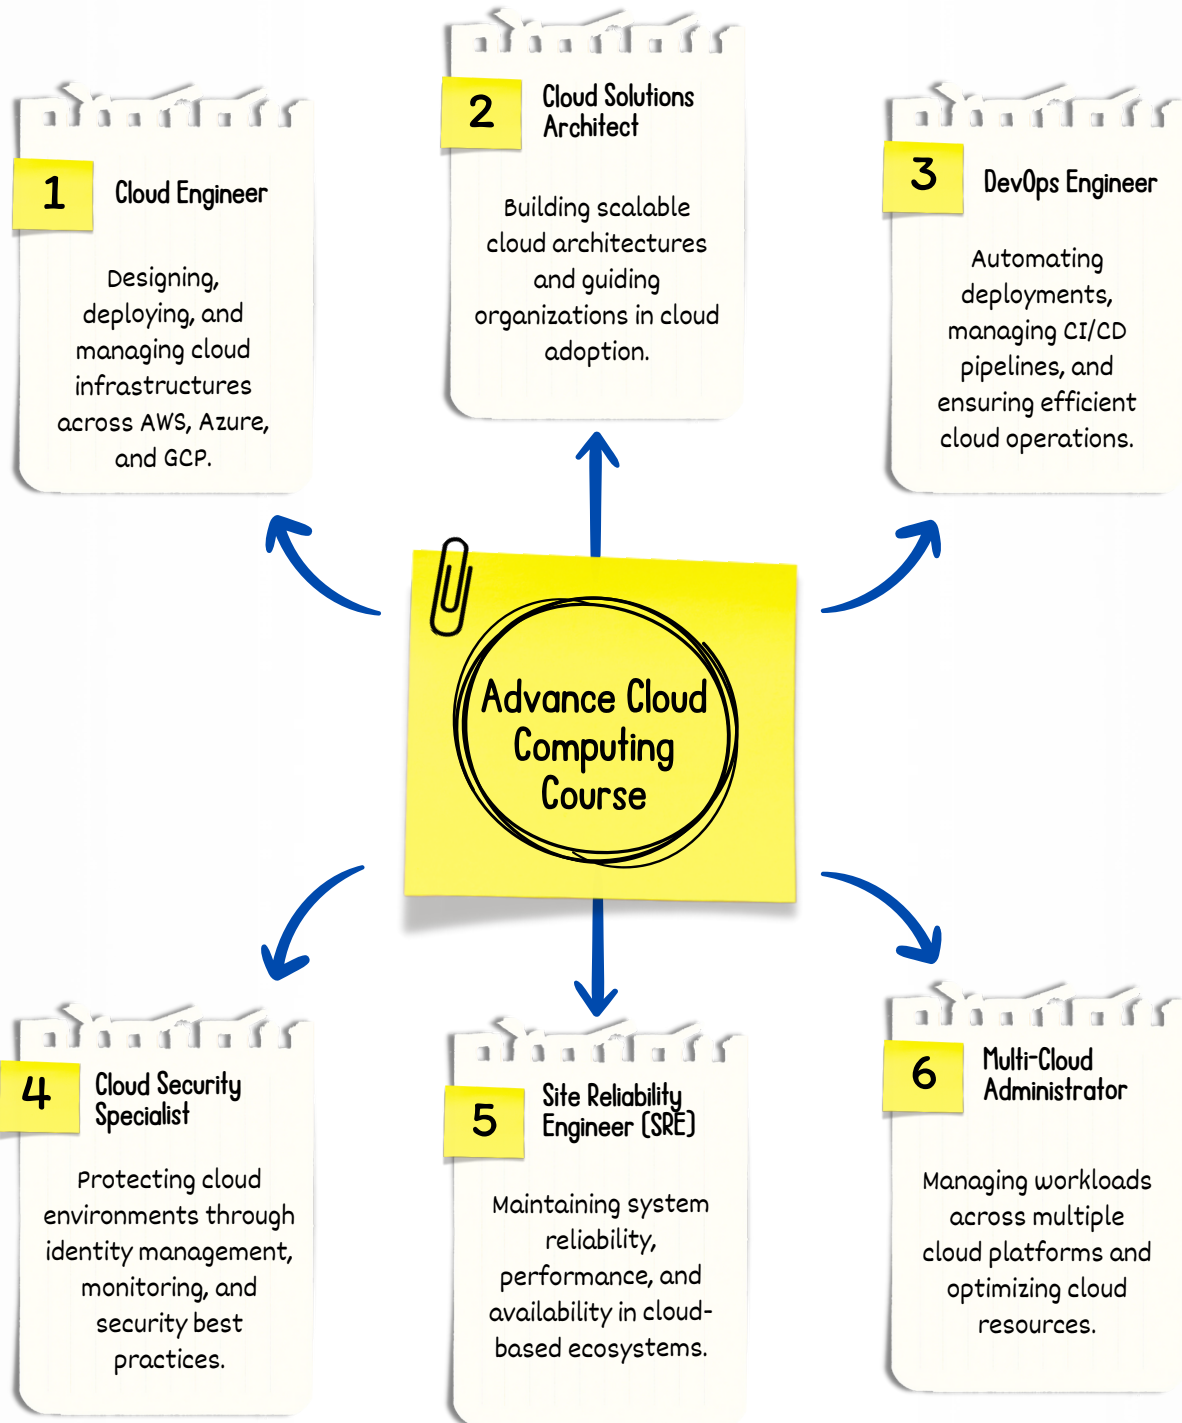 1
Cloud Engineer
Designing,
deploying, and
managing cloud
infrastructures
across AWS, Azure,
and GCP.
2
Cloud Solutions
Architect
Building scalable
cloud architectures
and guiding
organizations in cloud
adoption.
3
DevOps Engineer
Automating
deployments,
managing CI/CD
pipelines, and
ensuring efficient
cloud operations.
Advance Cloud
Computing
Course
4
Cloud Security
Specialist
Protecting cloud
environments through
identity management,
monitoring, and
security best
practices.
5
Site Reliability
Engineer (SRE)
Maintaining system
reliability,
performance, and
availability in cloud-
based ecosystems.
6
Multi-Cloud
Administrator
Managing workloads
across multiple
cloud platforms and
optimizing cloud
resources.